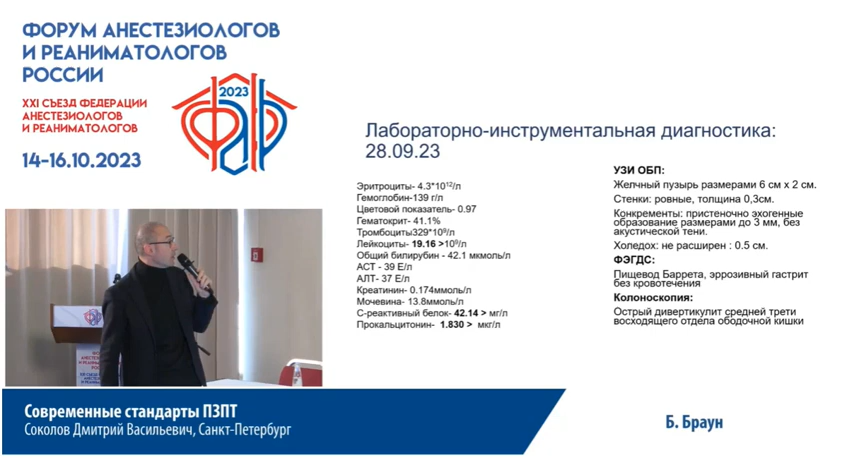 ФОРУМ АНЕСТЕЗИОЛОГОВ
И РЕАНИМАТОЛОГОВ
РОССИИ
XXI СЪЕЗД ФЕДЕРАЦИИ
АНЕСТЕЗИОЛОГОВ
И РЕАНИМАТОЛОГОВ
14-16.10.2023
2023
ФАР
Лабораторно-инструментальная диагностика:
28.09.23
Эритроциты- 4.3*10¹²/л
Гемоглобин-139 г/л
Цветовой показатель- 0.97
Гематокрит- 41.1%
Тромбоциты329*10⁹/л
Лейкоциты- 19.16 >10⁹/л
Общий билирубин - 42.1 мкмоль/л
АСТ - 39 Е/л
АЛТ- 37 Е/л
Креатинин - 0.174ммоль/л
Мочевина- 13.8ммоль/л
С-реактивный белок- 42.14 > мг/л
Прокальцитонин- 1.830 > мкг/л
УЗИ ОБП:
Желчный пузырь размерами 6 см х 2 см.
Стенки: ровные, толщина 0,3см.
Конкременты: пристеночно эхогенные
образование размерами до 3 мм, без
акустической тени.
Холедох: не расширен : 0.5 см.
ФЭГДС:
Пищевод Баррета, эррозивный гастрит
без кровотечения
Колоноскопия:
Острый дивертикулит средней трети
восходящего отдела ободочной кишки
Современные стандарты ПЗПТ
Соколов Дмитрий Васильевич, Санкт-Петербург
Б. Браун